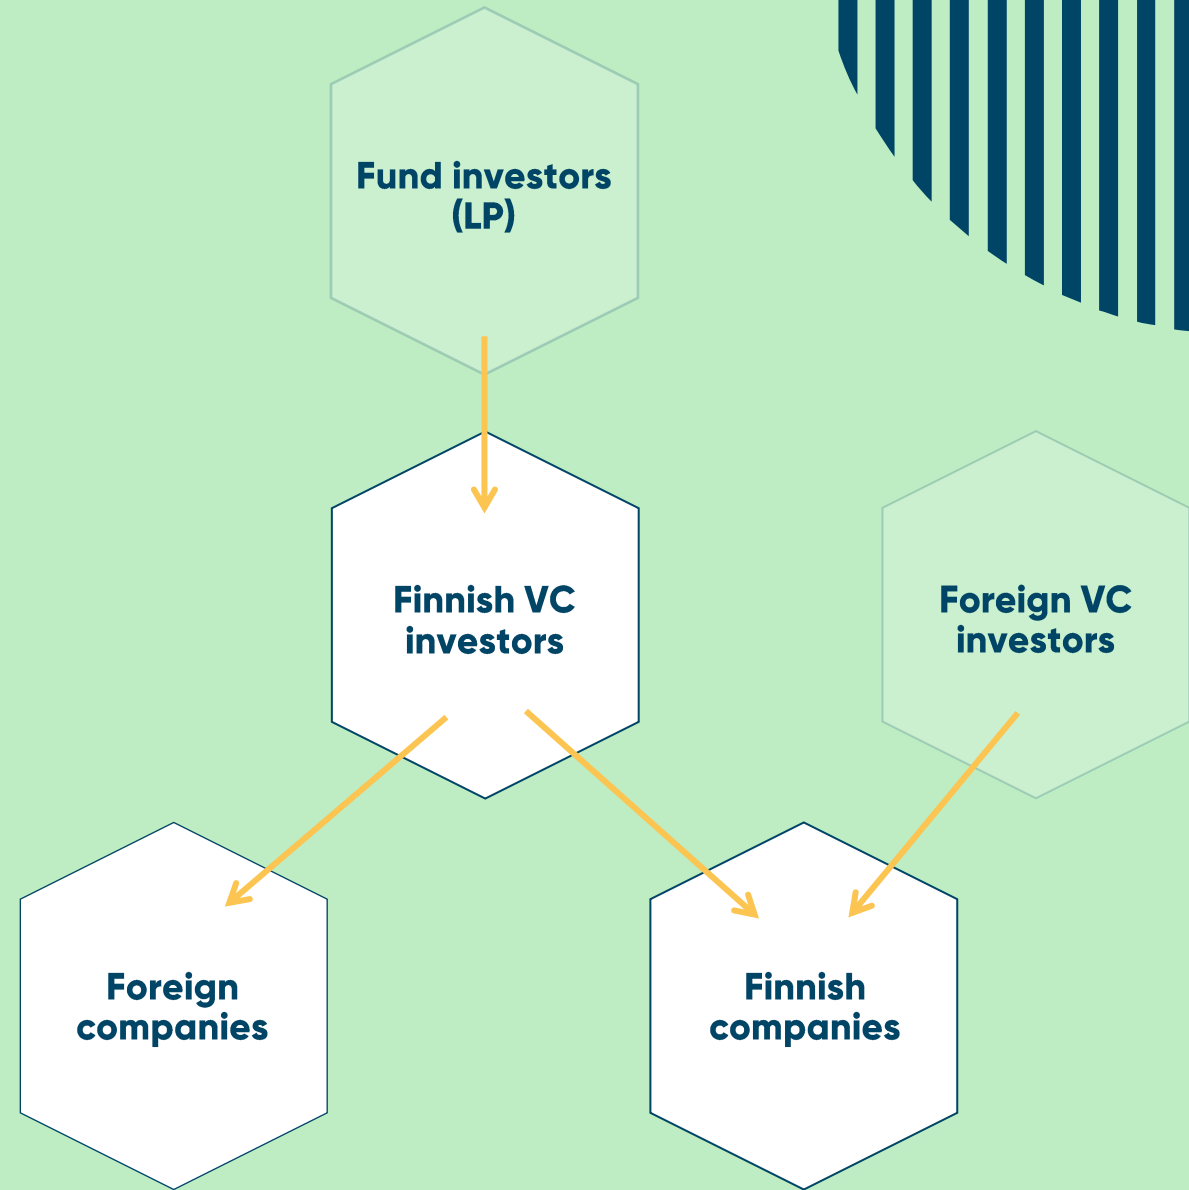 Fund investors
(LP)
Finnish VC
investors
Foreign VC
investors
Foreign
companies
Finnish
companies